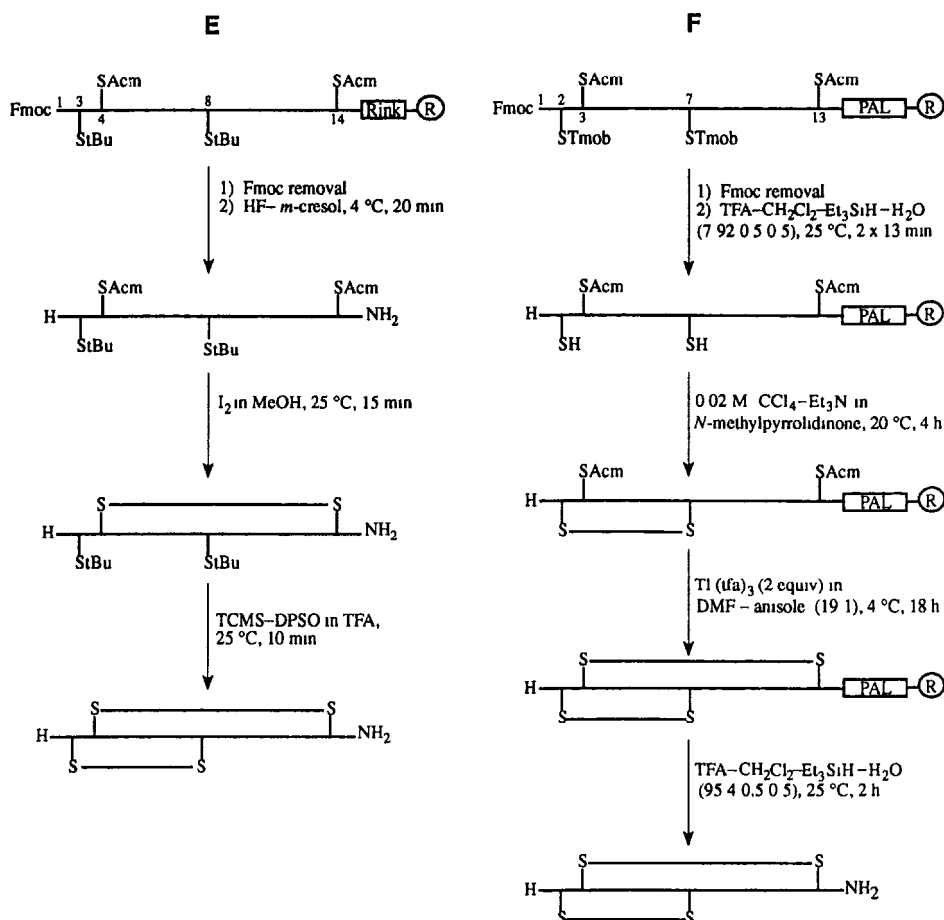 E
SAcm SAcm
Fmoc 1 3 8 Rink R
4 14
StBu StBu
1) Fmoc removal
2) HF– m-cresol, 4 °C, 20 min
SAcm SAcm
H NH2
StBu StBu
I2 in MeOH, 25 °C, 15 min
S S
H NH2
StBu StBu
TCMS–DPSO in TFA,
25 °C, 10 min
S S
H NH2
S S
F
SAcm SAcm
Fmoc 1 2 7 PAL R
3 13
STmob STmob
1) Fmoc removal
2) TFA–CH2Cl2–Et3SiH–H2O
(7 92 0 5 0 5), 25 °C, 2 x 13 min
SAcm SAcm
H PAL R
SH SH
0 02 M CCl4–Et3N in
N-methylpyrrolidinone, 20 °C, 4 h
SAcm SAcm
H PAL R
S S
Tl (tfa)3 (2 equiv) in
DMF – anisole (19 1), 4 °C, 18 h
S S
H PAL R
S S
TFA–CH2Cl2–Et3SiH–H2O
(95 4 0.5 0 5), 25 °C, 2 h
S S
H NH2
S S